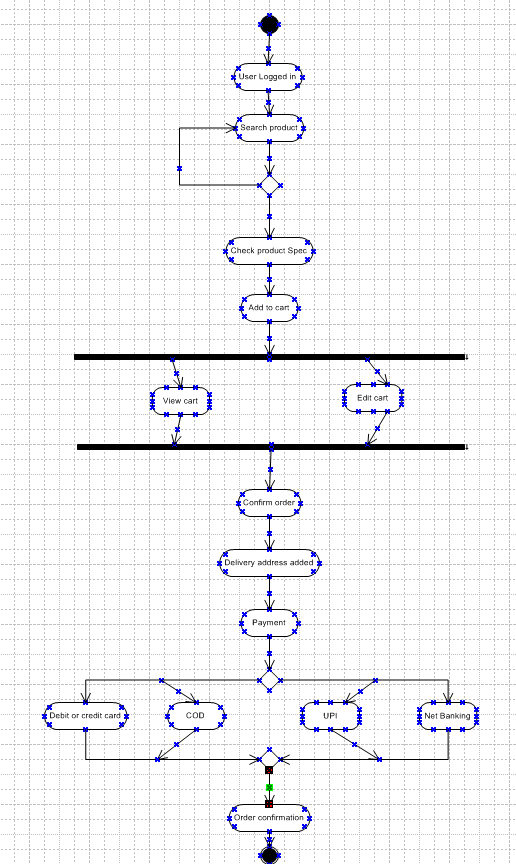 User Logged in
Search product
Check product Spec
Add to cart
View cart
Edit cart
Confirm order
Delivery address added
Payment
Debit or credit card
COD
UPI
Net Banking
Order confirmation